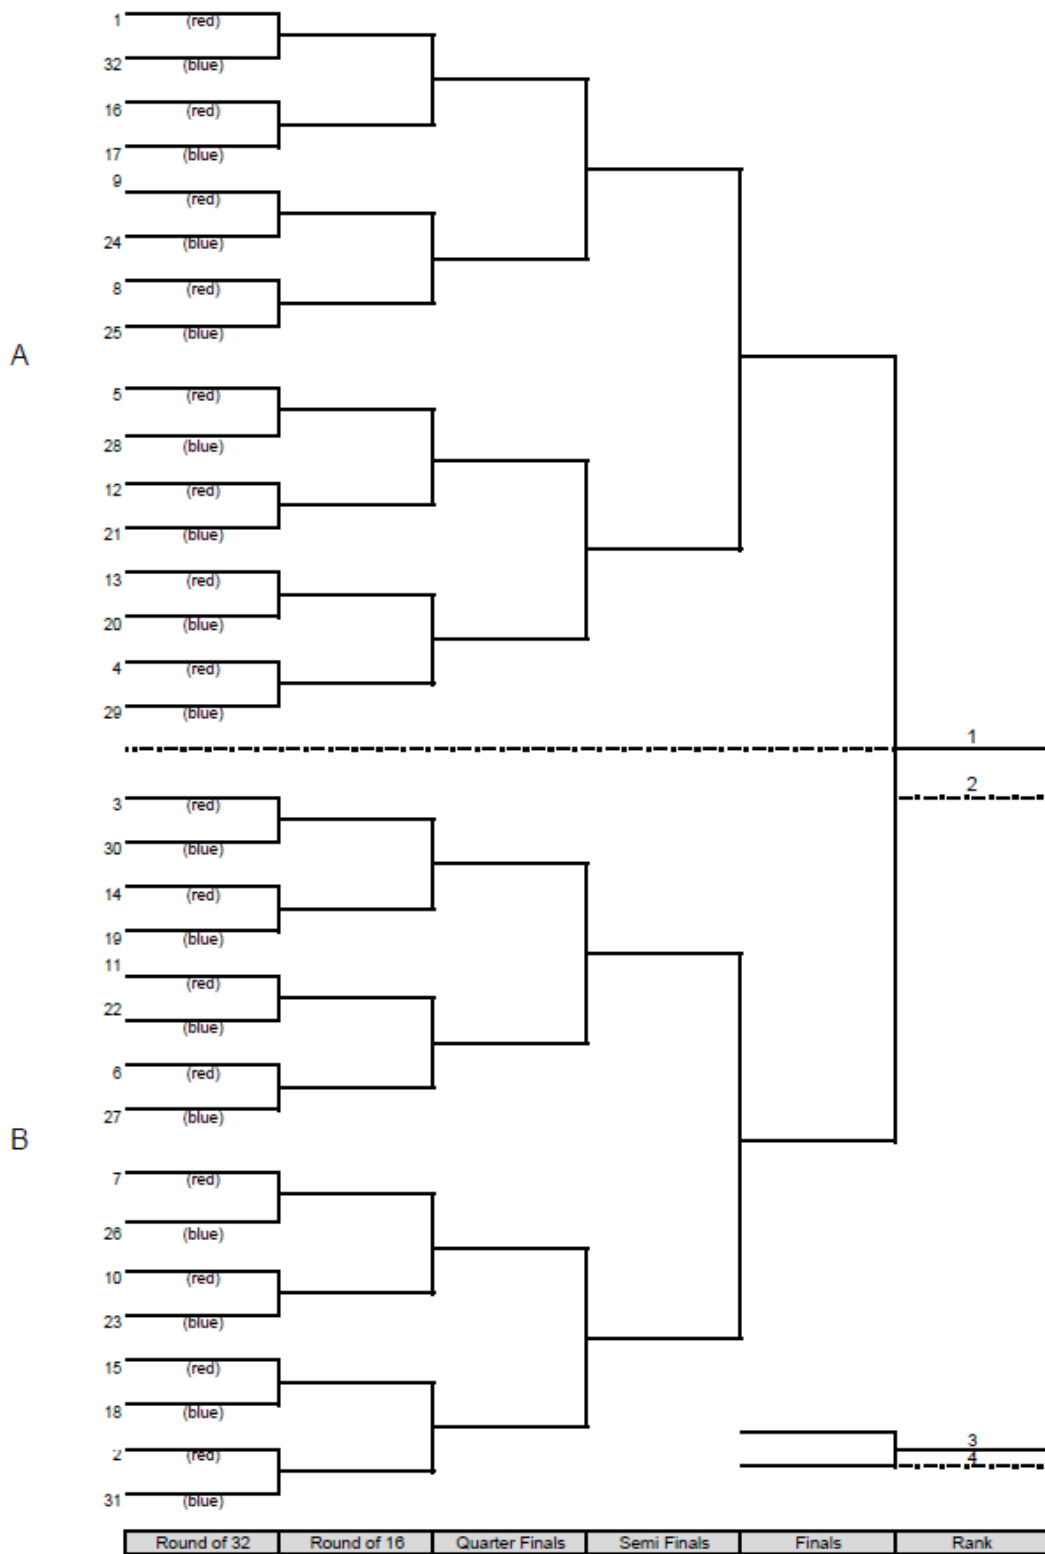 1 (red)
32 (blue)
16 (red)
17 (blue)
9 (red)
24 (blue)
8 (red)
25 (blue)
A
5 (red)
28 (blue)
12 (red)
21 (blue)
13 (red)
20 (blue)
4 (red)
29 (blue)
1
2
3 (red)
30 (blue)
14 (red)
19 (blue)
11 (red)
22 (blue)
6 (red)
27 (blue)
B
7 (red)
26 (blue)
10 (red)
23 (blue)
15 (red)
18 (blue)
3
2 (red)
4
31 (blue)
Round of 32 Round of 16 Quarter Finals Semi Finals Finals Rank